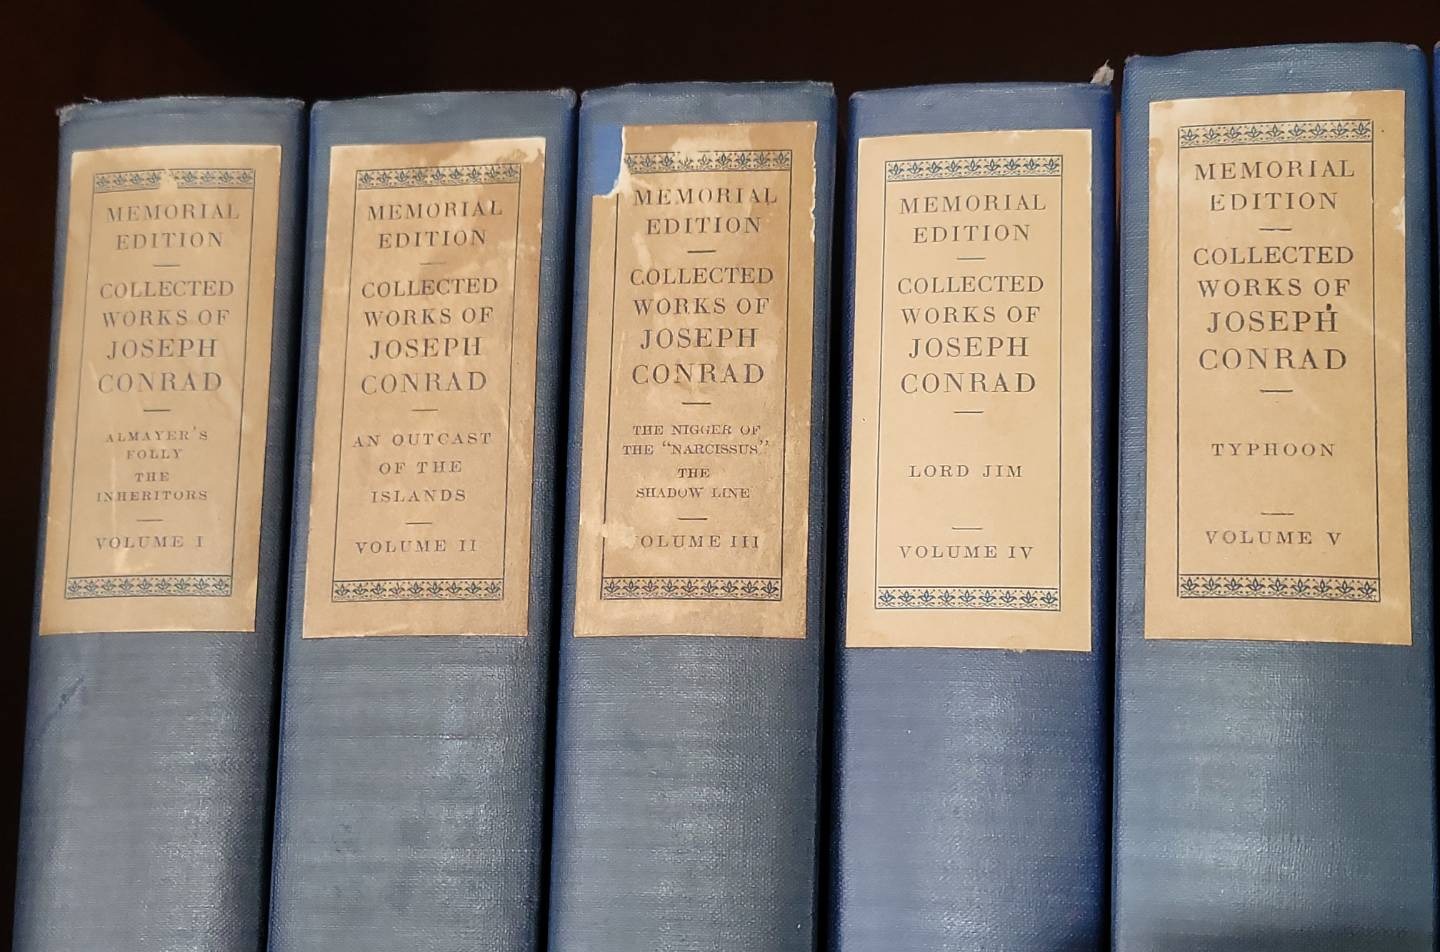 MEMORIAL
EDITION
COLLECTED
WORKS OF
JOSEPH
CONRAD
ALMAYER'S
FOLLY
THE
INHERITORS
VOLUME I
MEMORIAL
EDITION
COLLECTED
WORKS OF
JOSEPH
CONRAD
AN OUTCAST
OF THE
ISLANDS
VOLUME II
MEMORIAL
EDITION
COLLECTED
WORKS OF
JOSEPH
CONRAD
THE NIGGER OF
THE "NARCISSUS"
THE
SHADOW LINE
VOLUME III
MEMORIAL
EDITION
COLLECTED
WORKS OF
JOSEPH
CONRAD
LORD JIM
VOLUME IV
MEMORIAL
EDITION
COLLECTED
WORKS OF
JOSEPH
CONRAD
TYPHOON
VOLUME V